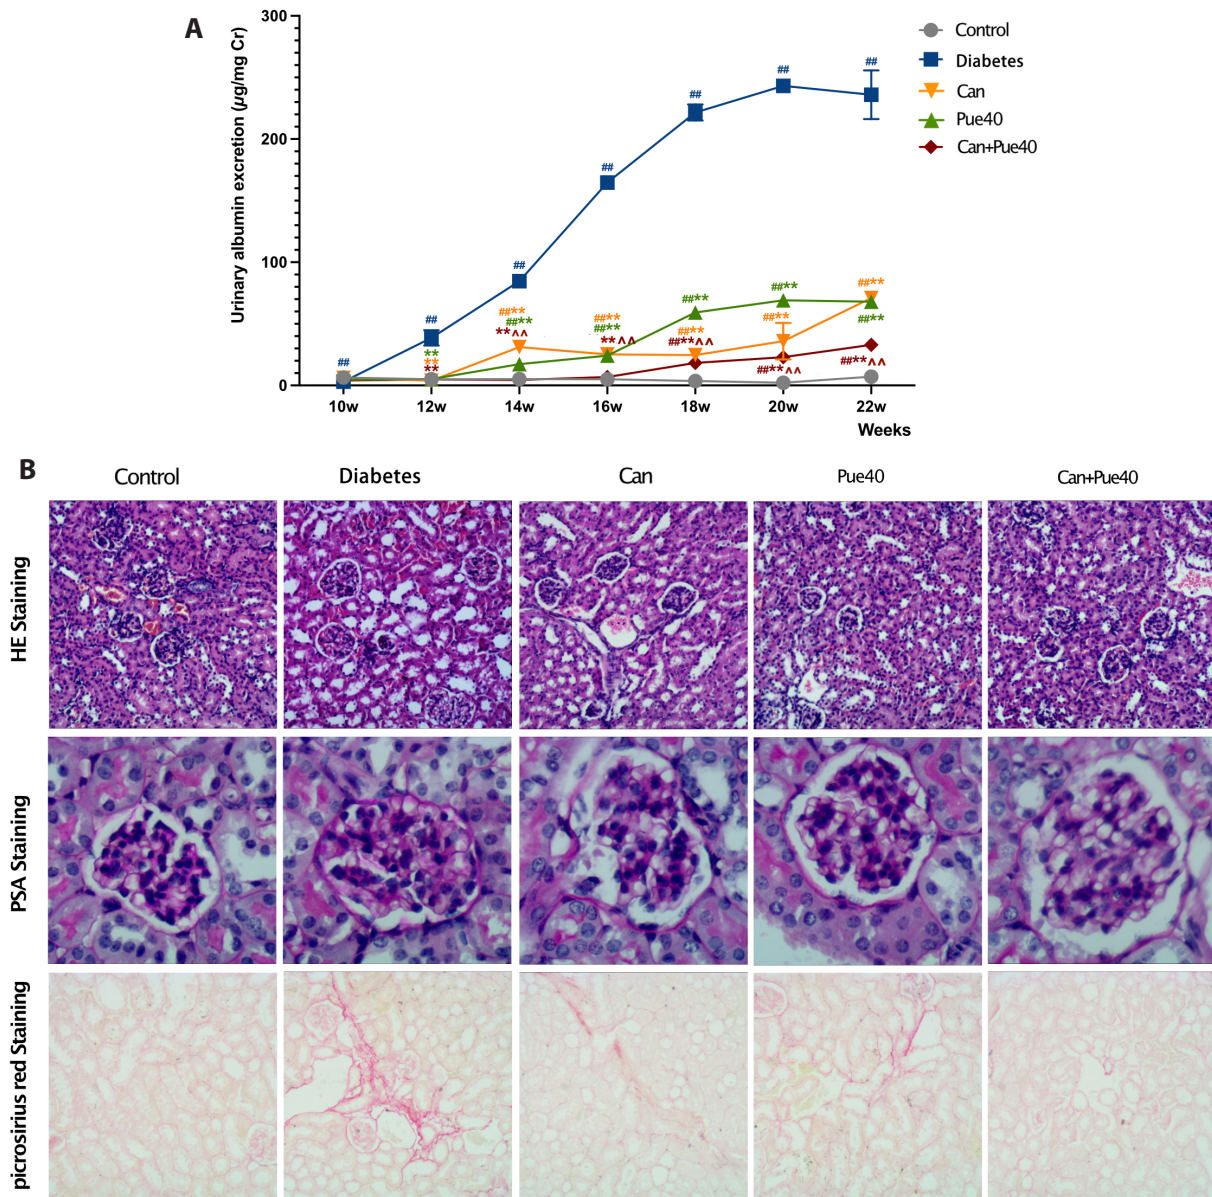 A
Urinary albumin excretion (µg/mg Cr)
300
200
100
0
Control
Diabetes
Can
Pue40
Can+Pue40
##
##
##
##
##
##
##
**
**
**
##**
##**
**^^
##**
##**
**^^
##**
##**
##**^^
##**
##**
##**^^
##**
##**
##**^^
10w 12w 14w 16w 18w 20w 22w
Weeks
B
Control Diabetes Can Pue40 Can+Pue40
HE Staining
PSA Staining
picrosirius red Staining